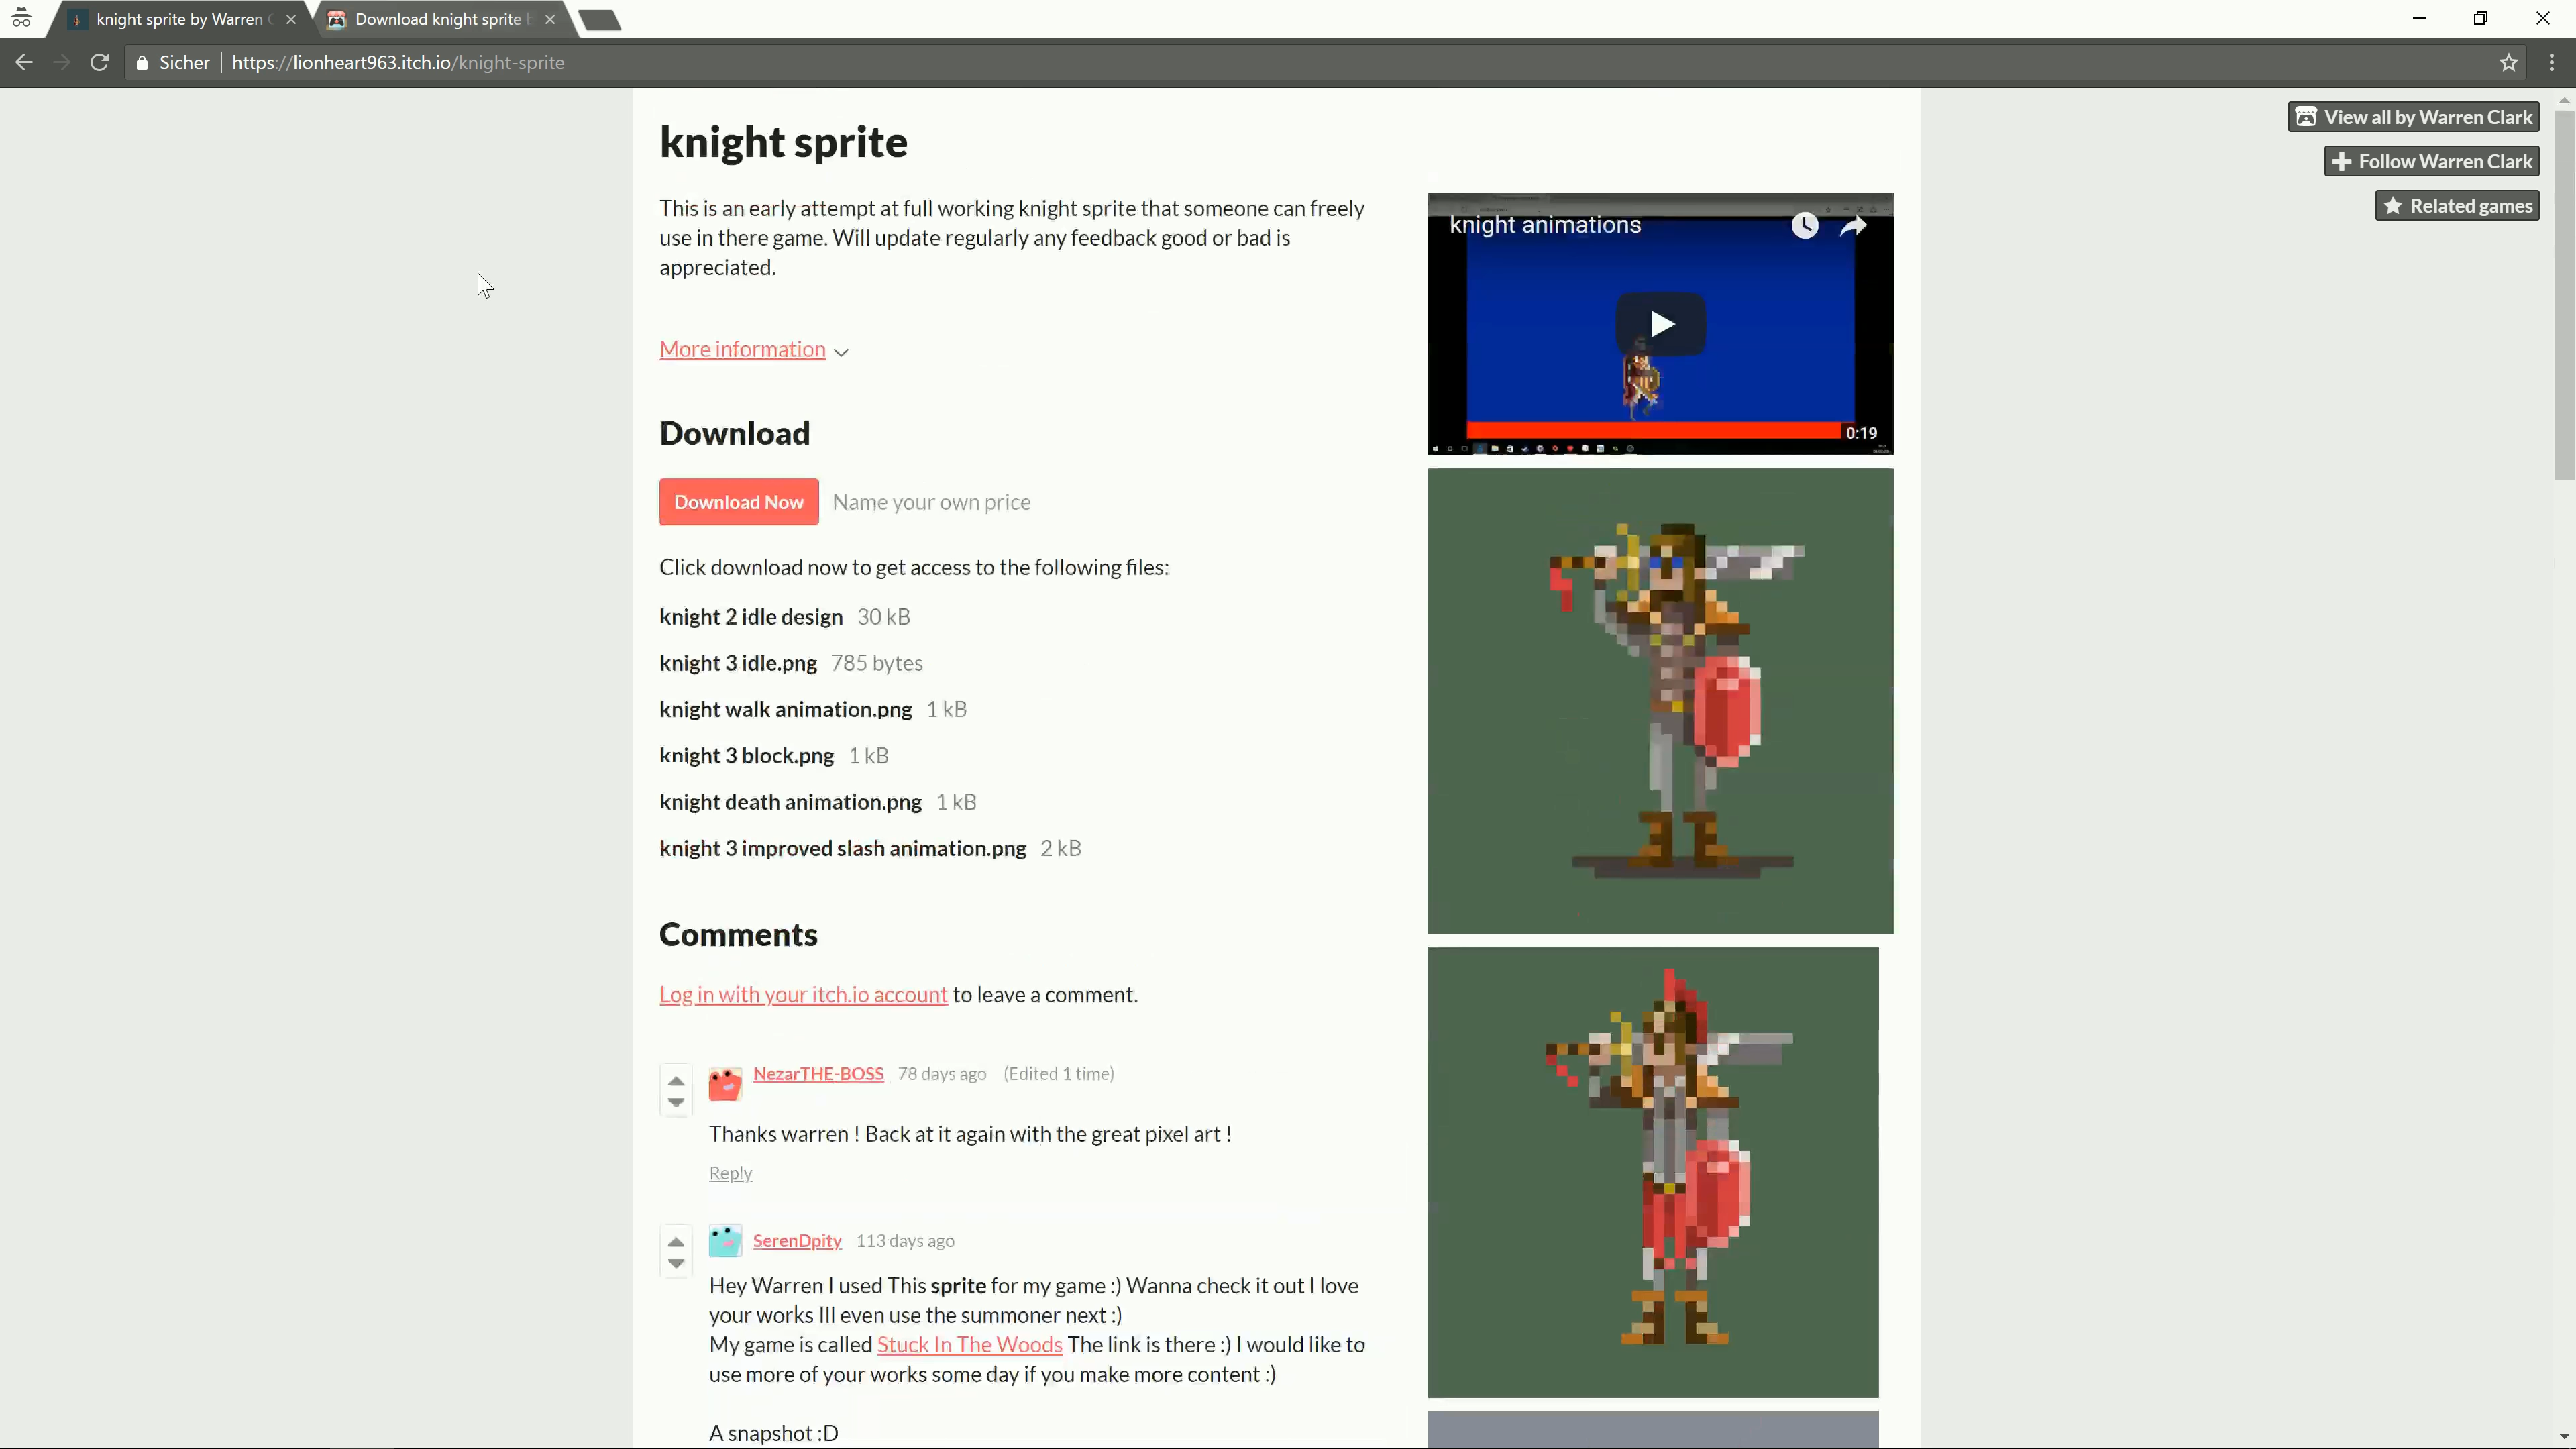 knight sprite by Warren
Download knight sprite
Sicher
https://lionheart963.itch.io/knight-sprite
View all by Warren Clark
Follow Warren Clark
Related games
knight sprite
This is an early attempt at full working knight sprite that someone can freely
use in there game. Will update regularly any feedback good or bad is
appreciated.
More information
Download
Download Now
Name your own price
Click download now to get access to the following files:
knight 2 idle design 30 kB
knight 3 idle.png 785 bytes
knight walk animation.png 1 kB
knight 3 block.png 1 kB
knight death animation.png 1 kB
knight 3 improved slash animation.png 2 kB
Comments
Log in with your itch.io account to leave a comment.
NezarTHE-BOSS 78 days ago (Edited 1 time)
Thanks warren ! Back at it again with the great pixel art !
Reply
SerenDpity 113 days ago
Hey Warren I used This sprite for my game :) Wanna check it out I love
your works Ill even use the summoner next :)
My game is called Stuck In The Woods The link is there :) I would like to
use more of your works some day if you make more content :)
A snapshot :D
knight animations
0:19